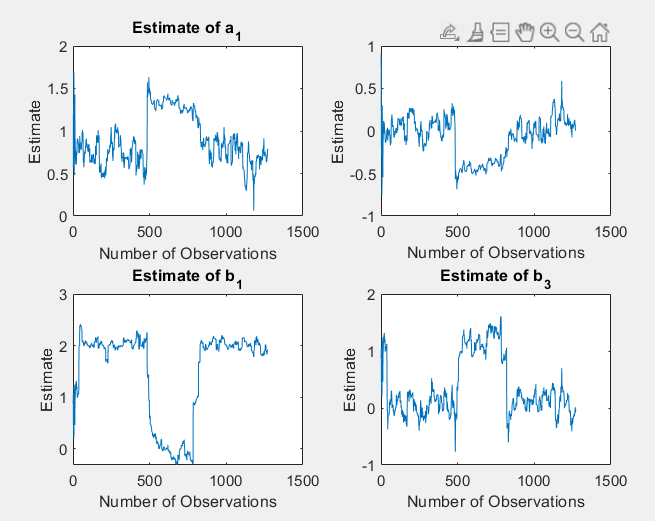 Estimate of a1
2
1.5
1
0.5
0
Estimate
0 500 1000 1500
Number of Observations
1
0.5
0
-0.5
-1
Estimate
0 500 1000 1500
Number of Observations
Estimate of b1
3
2
1
0
Estimate
0 500 1000 1500
Number of Observations
Estimate of b3
2
1
0
-1
Estimate
0 500 1000 1500
Number of Observations